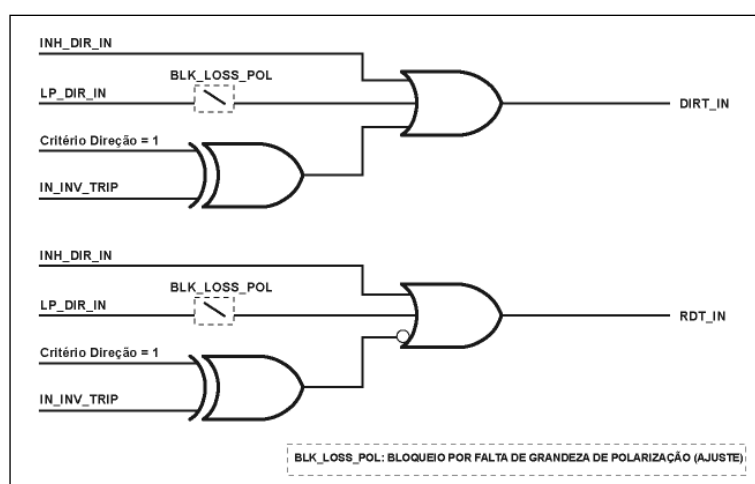 INH_DIR_IN
BLK_LOSS_POL
LP_DIR_IN
DIRT_IN
Critério Direção = 1
IN_INV_TRIP
INH_DIR_IN
BLK_LOSS_POL
LP_DIR_IN
RDT_IN
Critério Direção = 1
IN_INV_TRIP
BLK_LOSS_POL: BLOQUEIO POR FALTA DE GRANDEZA DE POLARIZAÇÃO (AJUSTE)